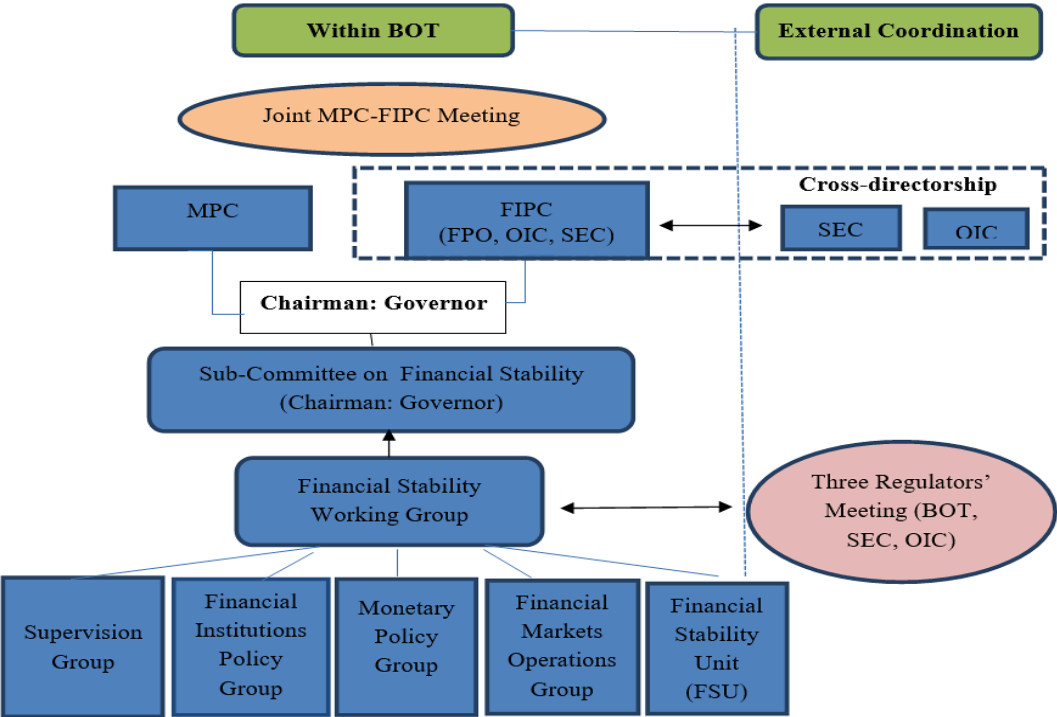 Within BOT
External Coordination
Joint MPC-FIPC Meeting
Cross-directorship
MPC
FIPC
(FPO, OIC, SEC)
SEC
OIC
Chairman: Governor
Sub-Committee on Financial Stability
(Chairman: Governor)
Financial Stability
Working Group
Three Regulators’
Meeting (BOT,
SEC, OIC)
Supervision
Group
Financial
Institutions
Policy
Group
Monetary
Policy
Group
Financial
Markets
Operations
Group
Financial
Stability
Unit
(FSU)